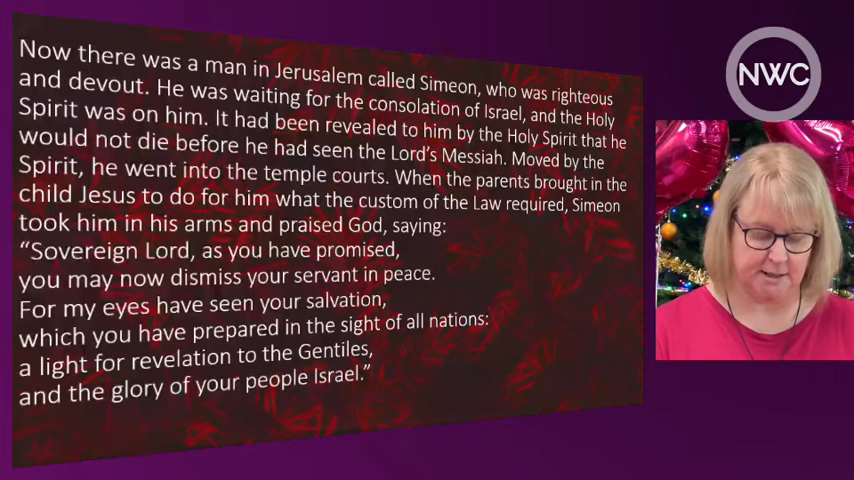 Now there was a man in Jerusalem called Simeon, who was righteous
and devout. He was waiting for the consolation of Israel, and the Holy
Spirit was on him. It had been revealed to him by the Holy Spirit that he
would not die before he had seen the Lord’s Messiah. Moved by the
Spirit, he went into the temple courts. When the parents brought in the
child Jesus to do for him what the custom of the Law required, Simeon
took him in his arms and praised God, saying:
“Sovereign Lord, as you have promised,
you may now dismiss your servant in peace.
For my eyes have seen your salvation,
which you have prepared in the sight of all nations:
a light for revelation to the Gentiles,
and the glory of your people Israel.”
NWC